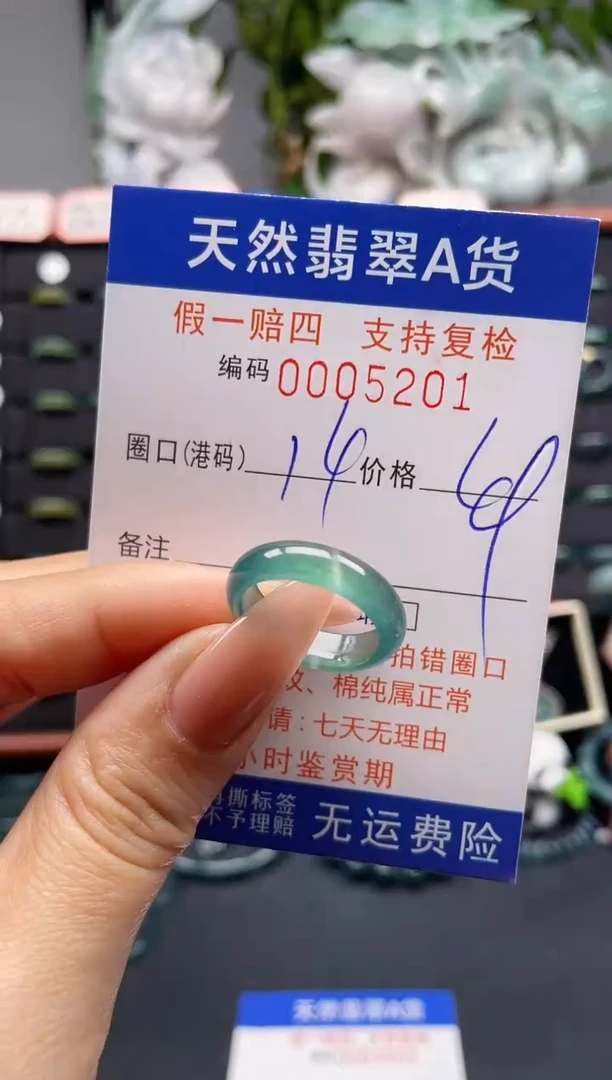 天然翡翠A货
假一赔四 支持复检
编码 0005201
圈口(港码) 14 价格
备注
拍错圈口
纹、棉纯属正常
请:七天无理由
小时鉴赏期
撕标签
不予理赔
无运费险
天然翡翠A货